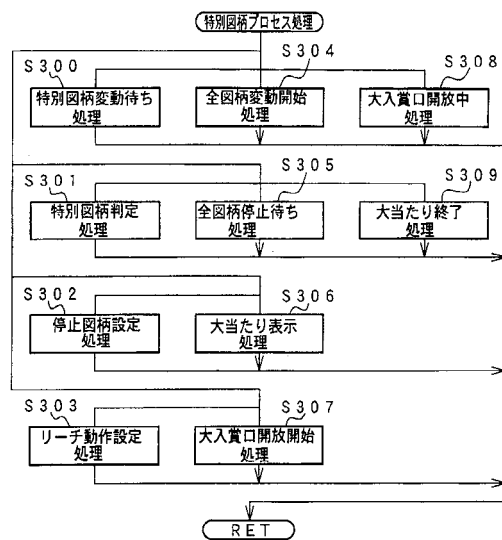 特別図柄プロセス処理
S300
特別図柄変動待ち
処理
S304
全図柄変動開始
処理
S308
大入賞口開放中
処理
S301
特別図柄判定
処理
S305
全図柄停止待ち
処理
S309
大当たり終了
処理
S302
停止図柄設定
処理
S306
大当たり表示
処理
S303
リーチ動作設定
処理
S307
大入賞口開放開始
処理
RET